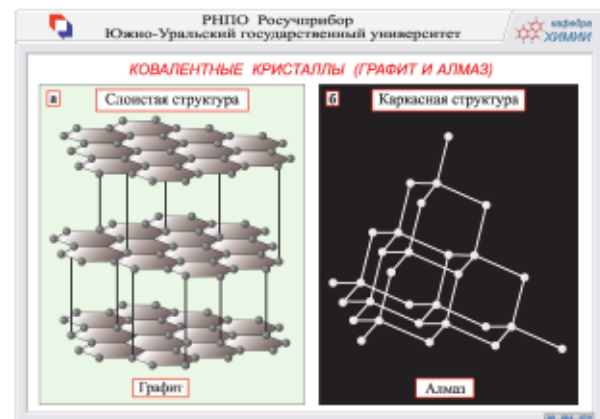 РНПО Росучприбор
Южно-Уральский государственный университет
кафедра
ХИМИИ
КОВАЛЕНТНЫЕ КРИСТАЛЛЫ (ГРАФИТ И АЛМАЗ)
а Слоистая структура
б Каркасная структура
Графит
Алмаз